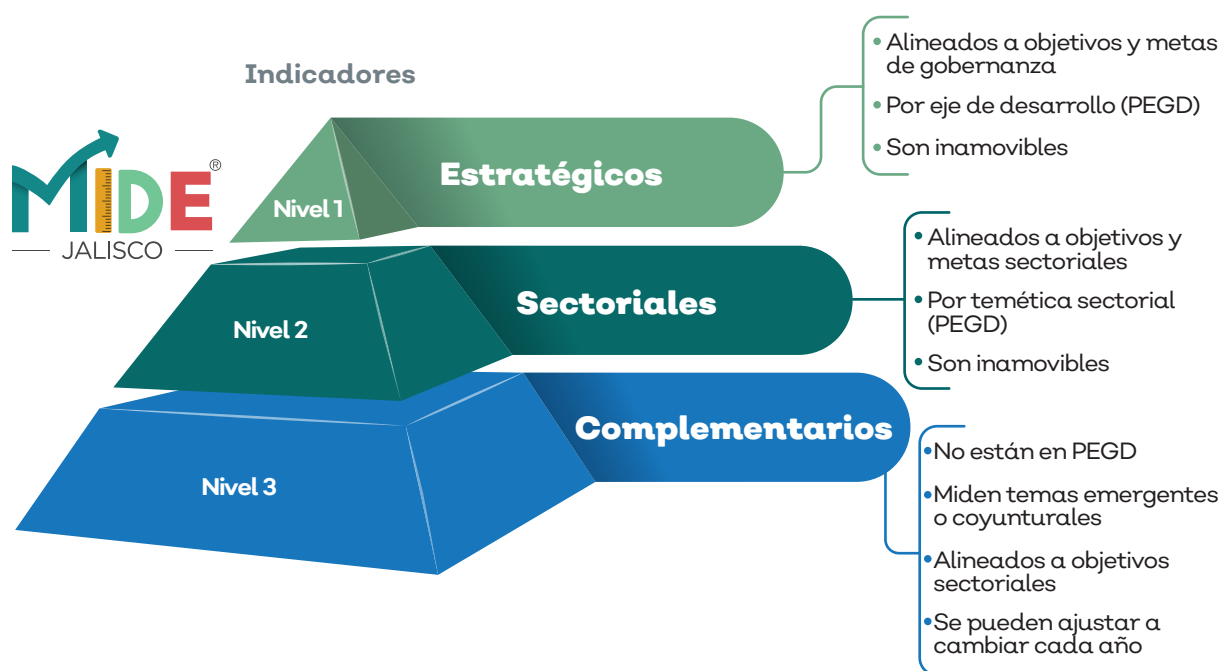 Indicadores
MIDE®
JALISCO
Nivel 1
Estratégicos
• Alineados a objetivos y metas
de gobernanza
• Por eje de desarrollo (PEGD)
• Son inamovibles
Nivel 2
Sectoriales
• Alineados a objetivos y
metas sectoriales
• Por temética sectorial
(PEGD)
• Son inamovibles
Nivel 3
Complementarios
• No están en PEGD
• Miden temas emergentes
o coyunturales
• Alineados a objetivos
sectoriales
• Se pueden ajustar a
cambiar cada año